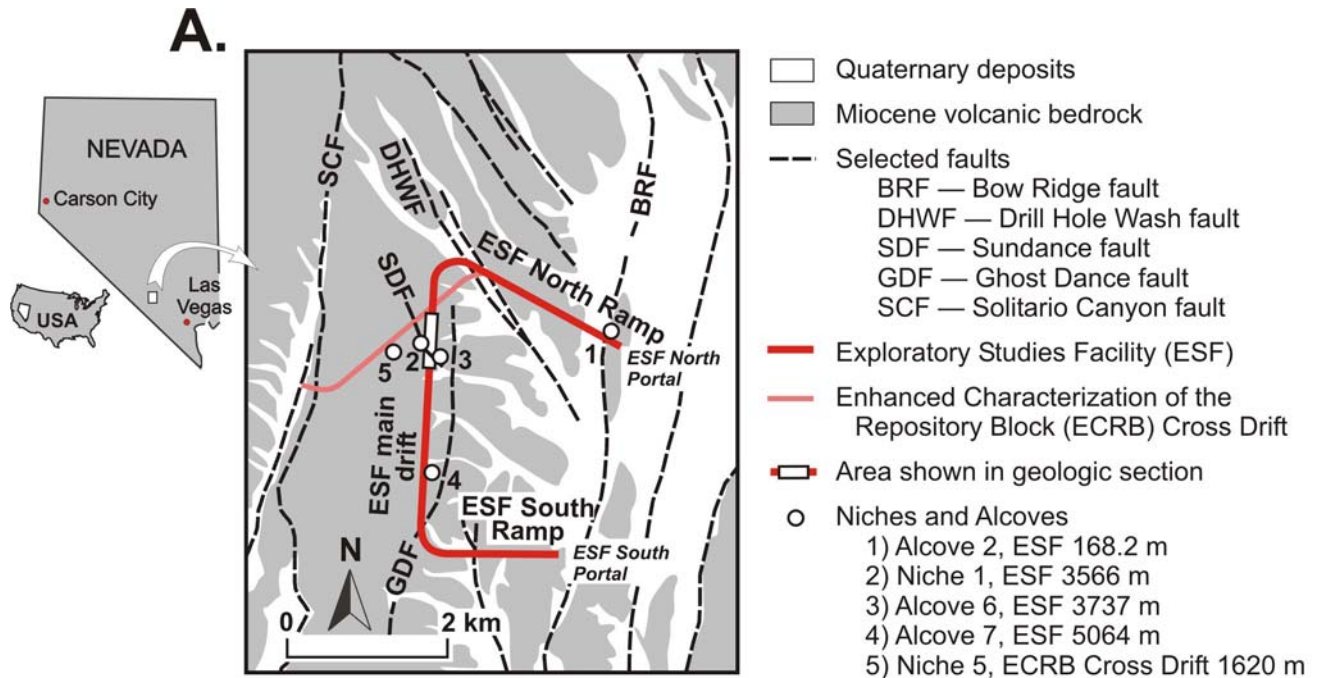 A.
NEVADA
Carson City
Las
Vegas
USA
SCF
DHWF
BRF
SDF
ESF North Ramp
1
ESF North
Portal
2
3
5
ESF main
drift
4
ESF South
Ramp
ESF South
Portal
GDF
N
0
2 km
Quaternary deposits
Miocene volcanic bedrock
Selected faults
BRF — Bow Ridge fault
DHWF — Drill Hole Wash fault
SDF — Sundance fault
GDF — Ghost Dance fault
SCF — Solitario Canyon fault
Exploratory Studies Facility (ESF)
Enhanced Characterization of the
Repository Block (ECRB) Cross Drift
Area shown in geologic section
Niches and Alcoves
1) Alcove 2, ESF 168.2 m
2) Niche 1, ESF 3566 m
3) Alcove 6, ESF 3737 m
4) Alcove 7, ESF 5064 m
5) Niche 5, ECRB Cross Drift 1620 m